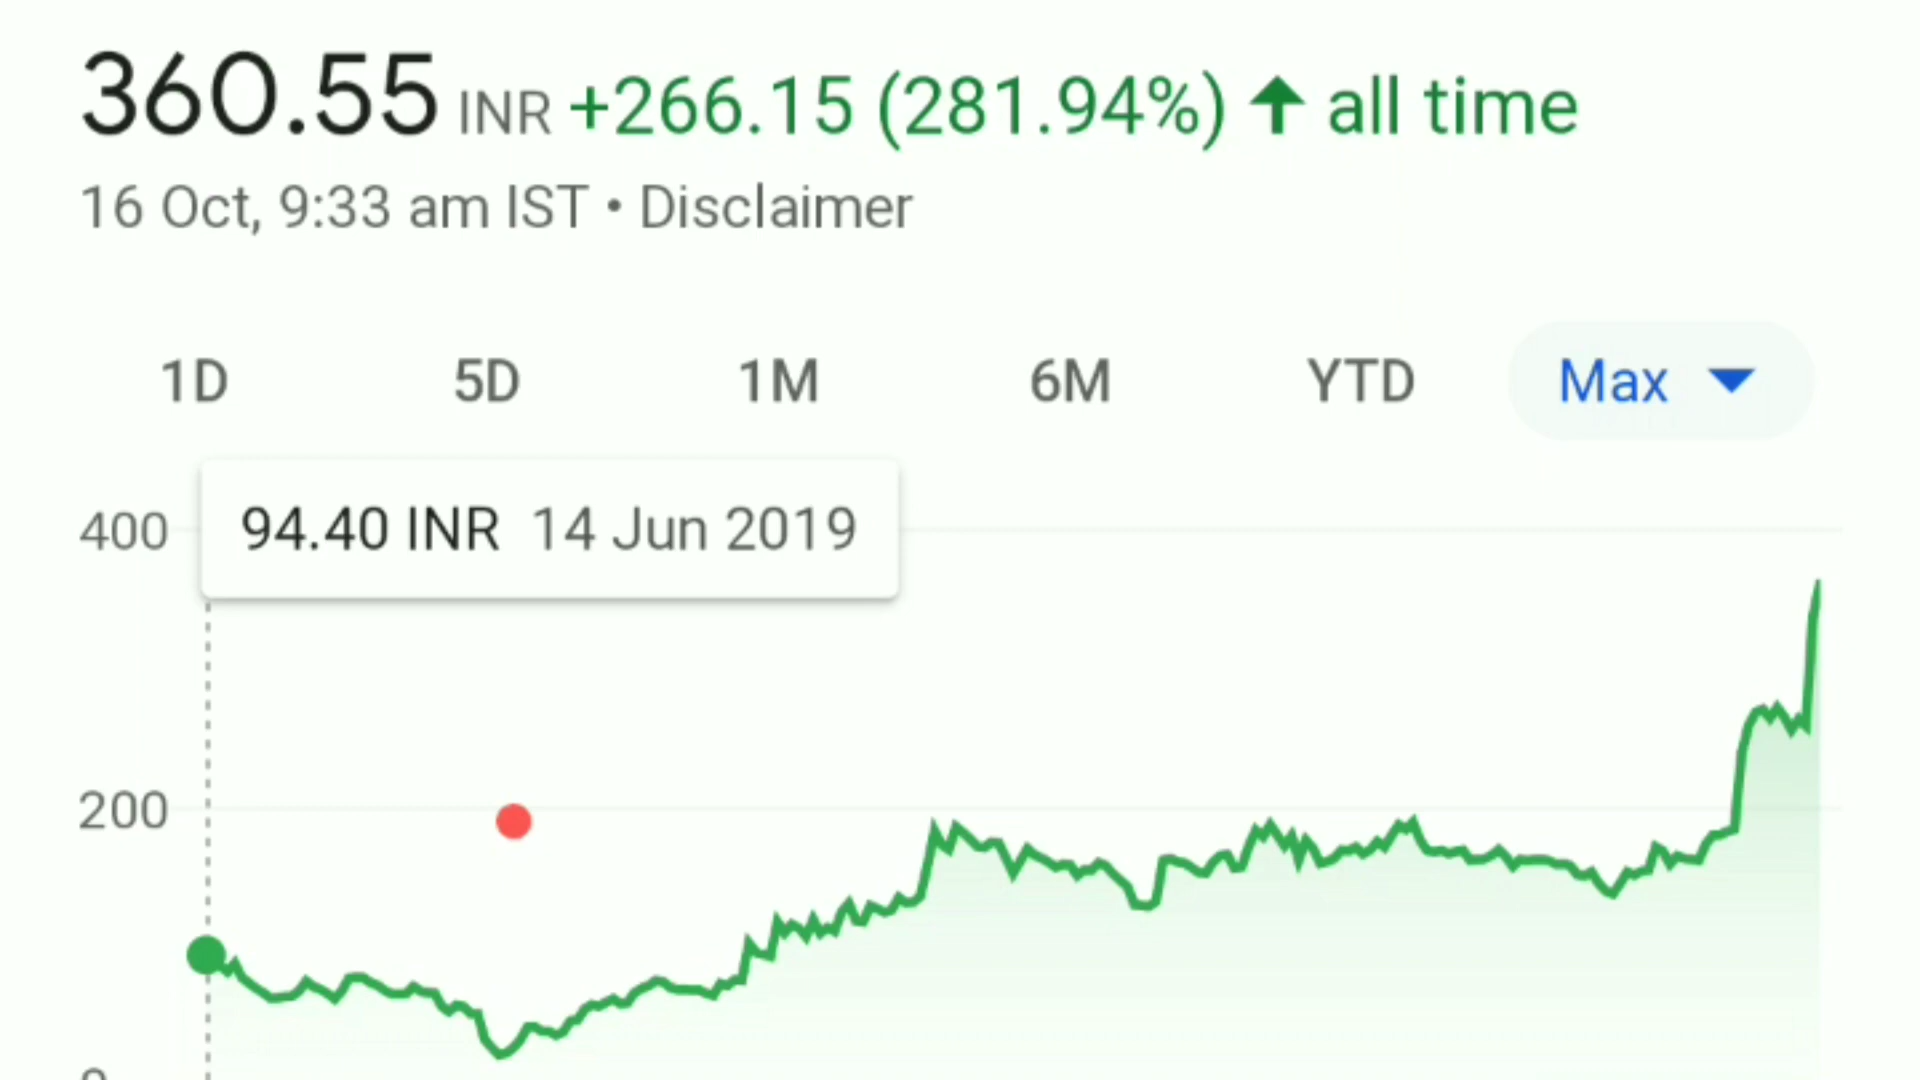 360.55 INR +266.15 (281.94%) ↑ all time
16 Oct, 9:33 am IST • Disclaimer
1D 5D 1M 6M YTD Max
94.40 INR 14 Jun 2019
400
200